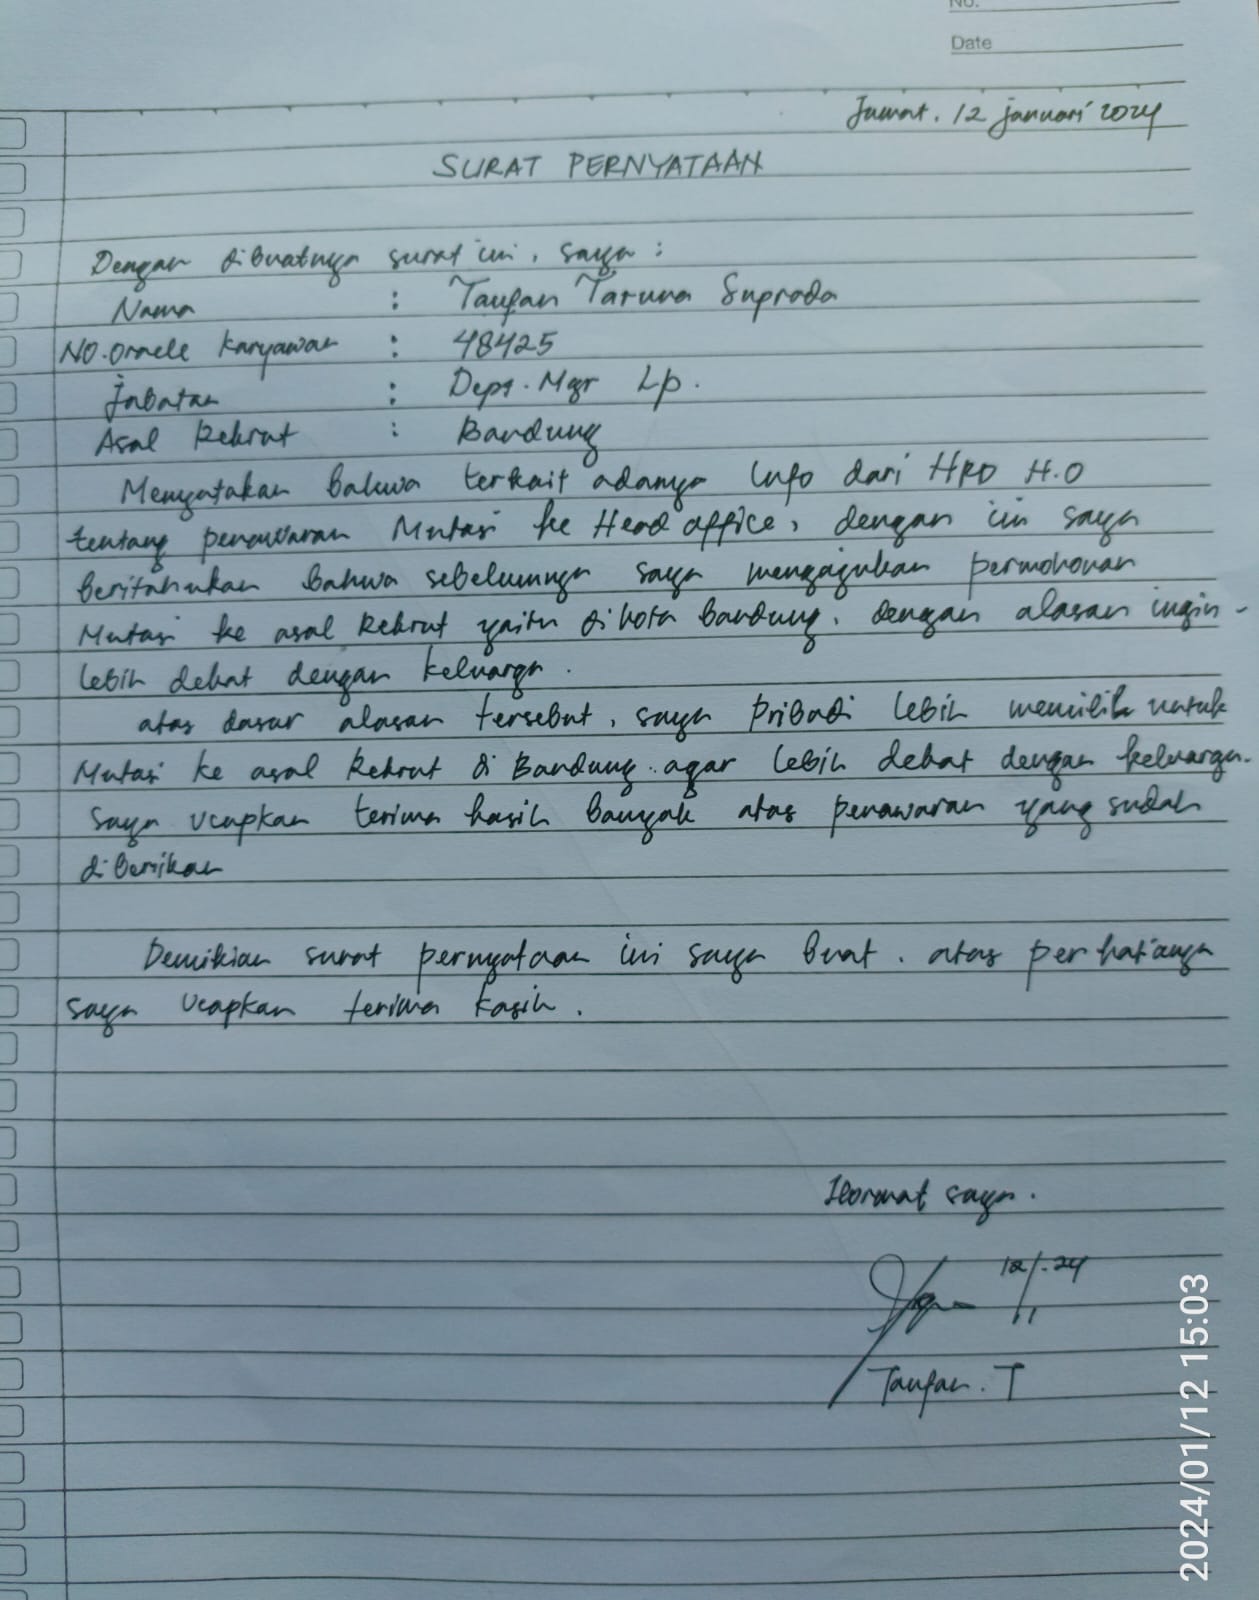 No.
Date
Jumat, 12 januari 2024
SURAT PERNYATAAN
Dengan dibuatnya surat ini, saya :
Nama : Taufan Taruna Suprada
NO. Oracle Karyawan : 48425
Jabatan : Dept. Mgr Lp.
Asal Rekrut : Bandung
Menyatakan Bahwa terkait adanya Info dari HRD H.O
tentang penawaran Mutasi ke Head office, dengan ini saya
beritahukan Bahwa sebelumnya saya mengajukan permohonan
Mutasi ke asal Rekrut yaitu di kota Bandung, dengan alasan ingin -
lebih dekat dengan keluarga.
atas dasar alasan tersebut, saya pribadi lebih memilih untuk
Mutasi ke asal Rekrut di Bandung. agar lebih dekat dengan keluarga.
Saya ucapkan terima kasih banyak atas penawaran yang sudah
diberikan
Demikian surat pernyataan ini saya buat. atas perhatianya
saya ucapkan terima kasih.
Hormat saya.
Taufan. T
2024/01/12 15:03